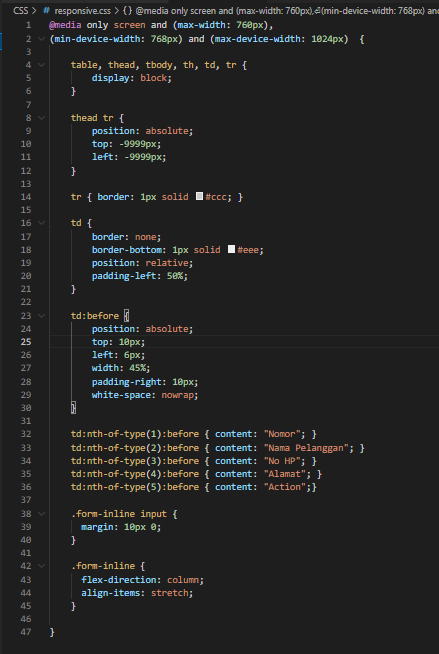 CSS > # responsive.css > {} @media only screen and (max-width: 760px),⏎(min-device-width: 768px) and
1 @media only screen and (max-width: 760px),
2 (min-device-width: 768px) and (max-device-width: 1024px)  {
3
4     table, thead, tbody, th, td, tr {
5         display: block;
6     }
7
8     thead tr {
9         position: absolute;
10         top: -9999px;
11         left: -9999px;
12     }
13
14     tr { border: 1px solid #ccc; }
15
16     td {
17         border: none;
18         border-bottom: 1px solid #eee;
19         position: relative;
20         padding-left: 50%;
21     }
22
23     td:before {
24         position: absolute;
25         top: 10px;
26         left: 6px;
27         width: 45%;
28         padding-right: 10px;
29         white-space: nowrap;
30     }
31
32     td:nth-of-type(1):before { content: "Nomor"; }
33     td:nth-of-type(2):before { content: "Nama Pelanggan"; }
34     td:nth-of-type(3):before { content: "No HP"; }
35     td:nth-of-type(4):before { content: "Alamat"; }
36     td:nth-of-type(5):before { content: "Action";}
37
38     .form-inline input {
39       margin: 10px 0;
40     }
41
42     .form-inline {
43       flex-direction: column;
44       align-items: stretch;
45     }
46
47 }